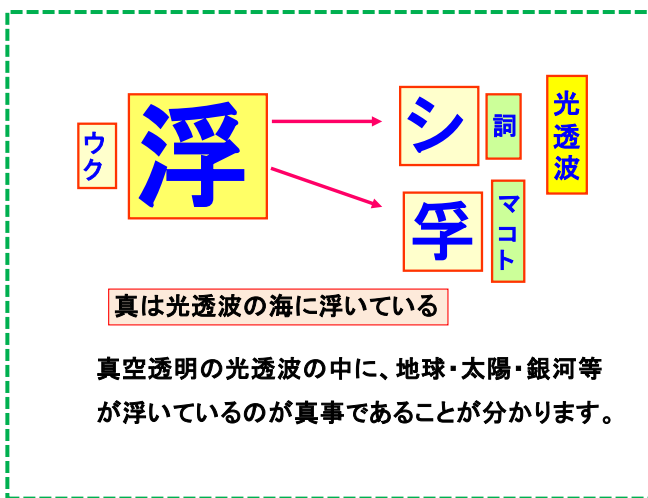 ウク
浮
シ
詞
光透波
孚
マコト
真は光透波の海に浮いている
真空透明の光透波の中に、地球・太陽・銀河等
が浮いているのが真事であることが分かります。